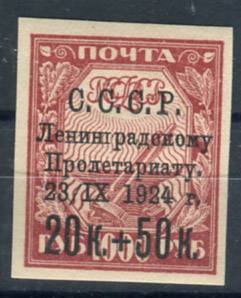 ПОЧТА
С.С.С.Р.
Ленинградскому
Пролетариату.
23.IX 1924 г.
20к.+50к.